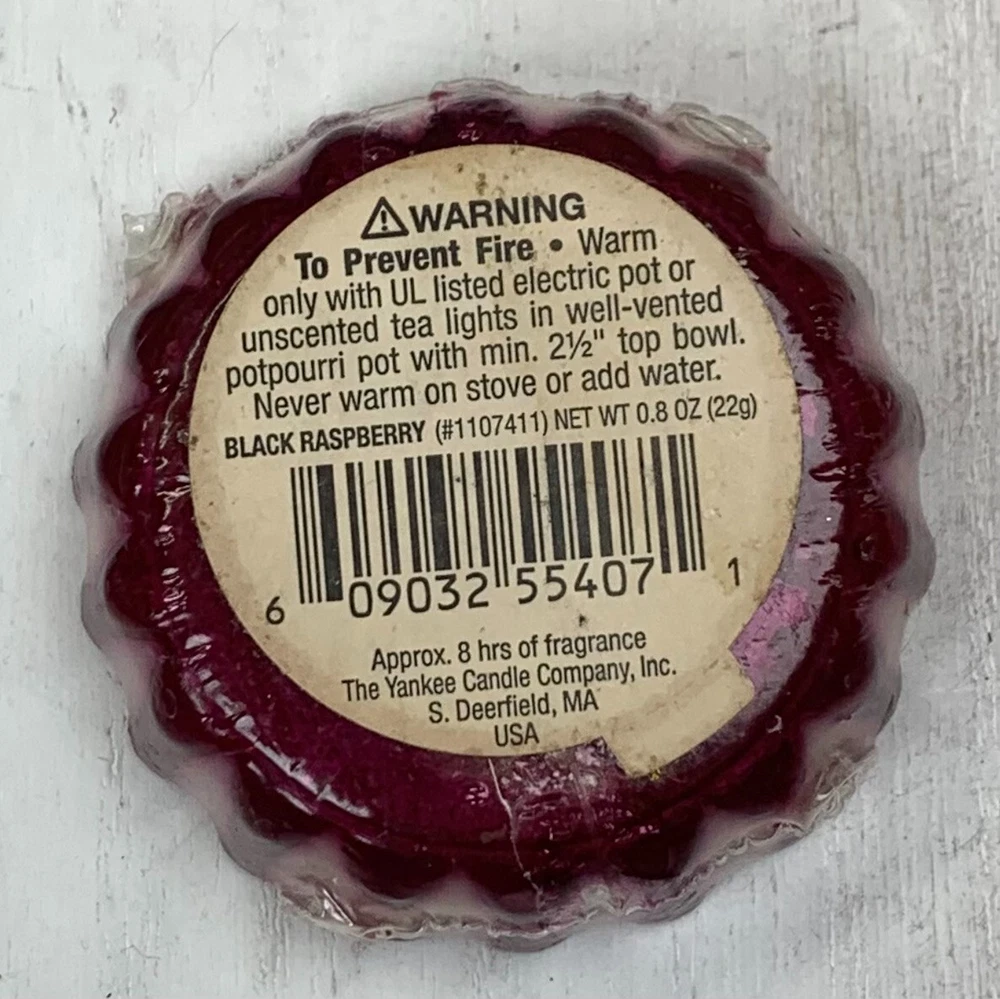 ⚠WARNING
To Prevent Fire • Warm
only with UL listed electric pot or
unscented tea lights in well-vented
potpourri pot with min. 2½" top bowl.
Never warm on stove or add water.
BLACK RASPBERRY (#1107411) NET WT 0.8 OZ (22g)
6 09032 55407 1
Approx. 8 hrs of fragrance
The Yankee Candle Company, Inc.
S. Deerfield, MA
USA